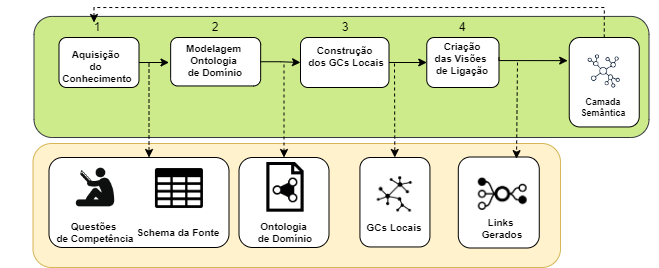 1
2
3
4
Aquisição
do
Conhecimento
Modelagem
Ontologia
de Domínio
Construção
dos GCs Locais
Criação
das Visões
de Ligação
Camada
Semântica
Questões
de Competência
Schema da Fonte
Ontologia
de Domínio
GCs Locais
Links
Gerados